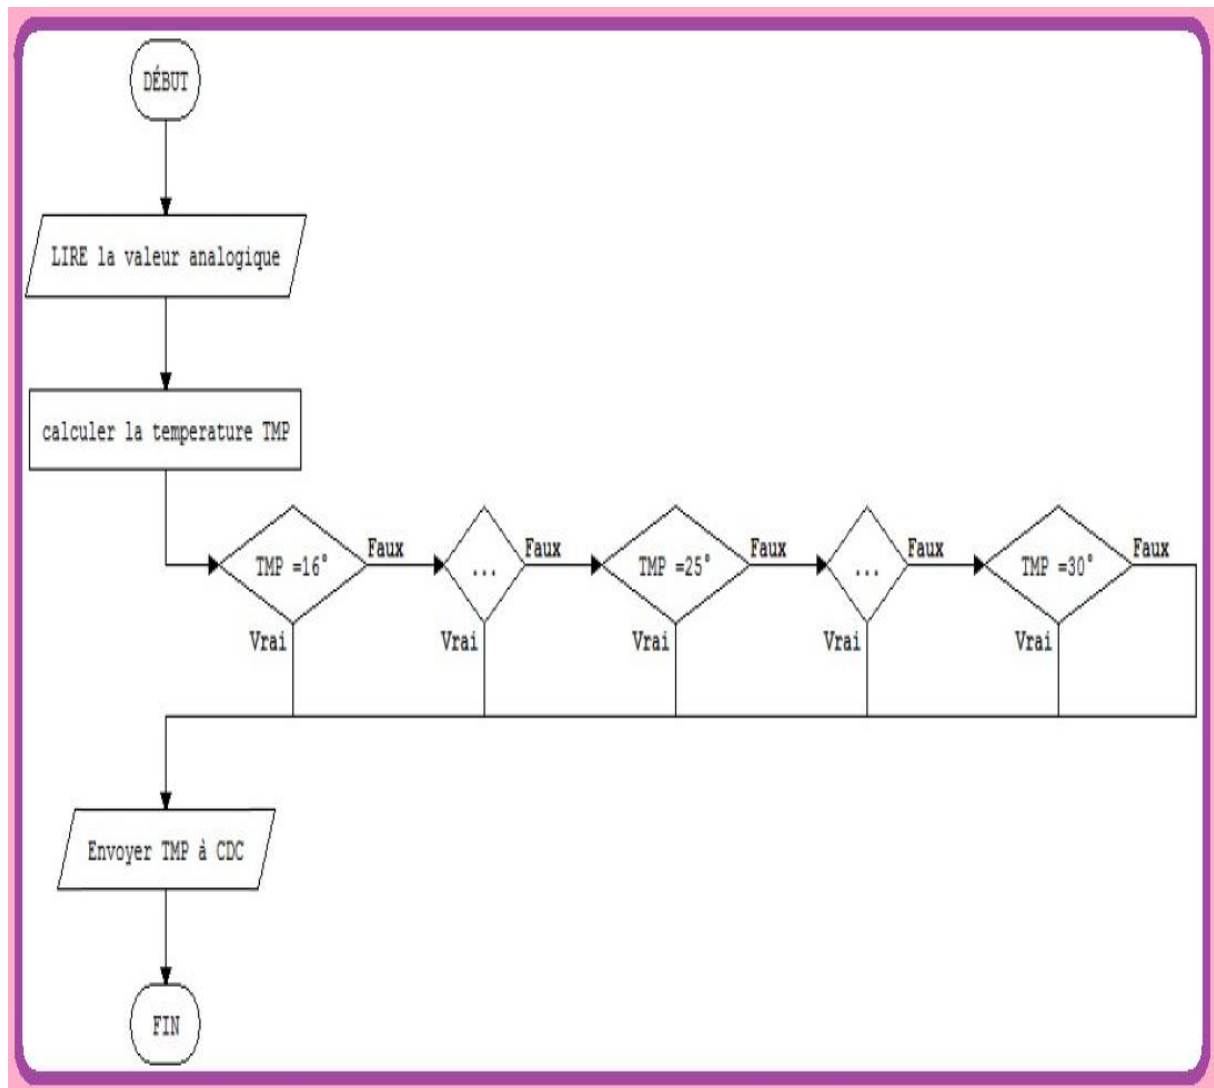 DÉBUT
LIRE la valeur analogique
calculer la temperature TMP
TMP =16°
Faux
...
Faux
TMP =25°
Faux
...
Faux
TMP =30°
Faux
Vrai
Vrai
Vrai
Vrai
Vrai
Envoyer TMP à CDC
FIN